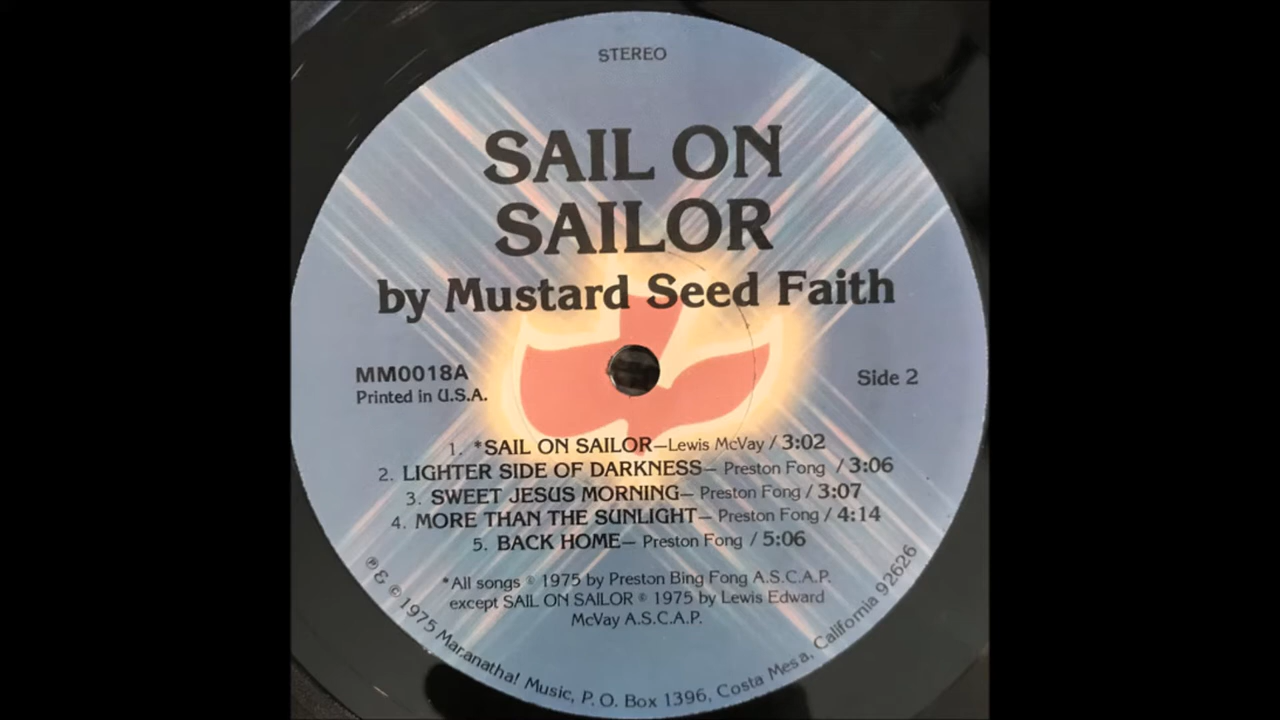 STEREO
SAIL ON
SAILOR
by Mustard Seed Faith
MM0018A
Printed in U.S.A.
Side 2
1. *SAIL ON SAILOR—Lewis McVay / 3:02
2. LIGHTER SIDE OF DARKNESS— Preston Fong / 3:06
3. SWEET JESUS MORNING— Preston Fong / 3:07
4. MORE THAN THE SUNLIGHT— Preston Fong / 4:14
5. BACK HOME— Preston Fong / 5:06
*All songs © 1975 by Preston Bing Fong A.S.C.A.P.
except SAIL ON SAILOR © 1975 by Lewis Edward
McVay A.S.C.A.P.
℗ & © 1975 Maranatha! Music, P. O. Box 1396, Costa Mesa, California 92626